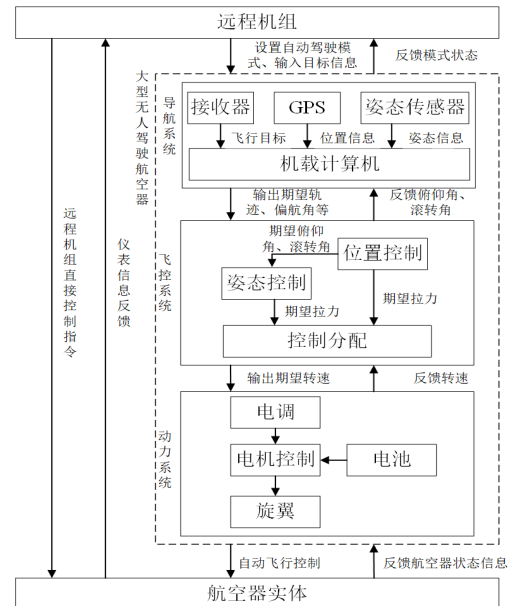 远程机组
设置自动驾驶模
式、输入目标信息
反馈模式状态
大型无人驾驶航空器
导航系统
接收器
GPS
姿态传感器
飞行目标
位置信息
姿态信息
机载计算机
输出期望轨
迹、偏航角等
反馈俯仰角、
滚转角
远程机组直接控制指令
仪表信息反馈
飞控系统
期望俯仰
角、滚转角
位置控制
姿态控制
期望拉力
期望拉力
控制分配
输出期望转速
反馈转速
动力系统
电调
电机控制
电池
旋翼
自动飞行控制
反馈航空器状态信息
航空器实体